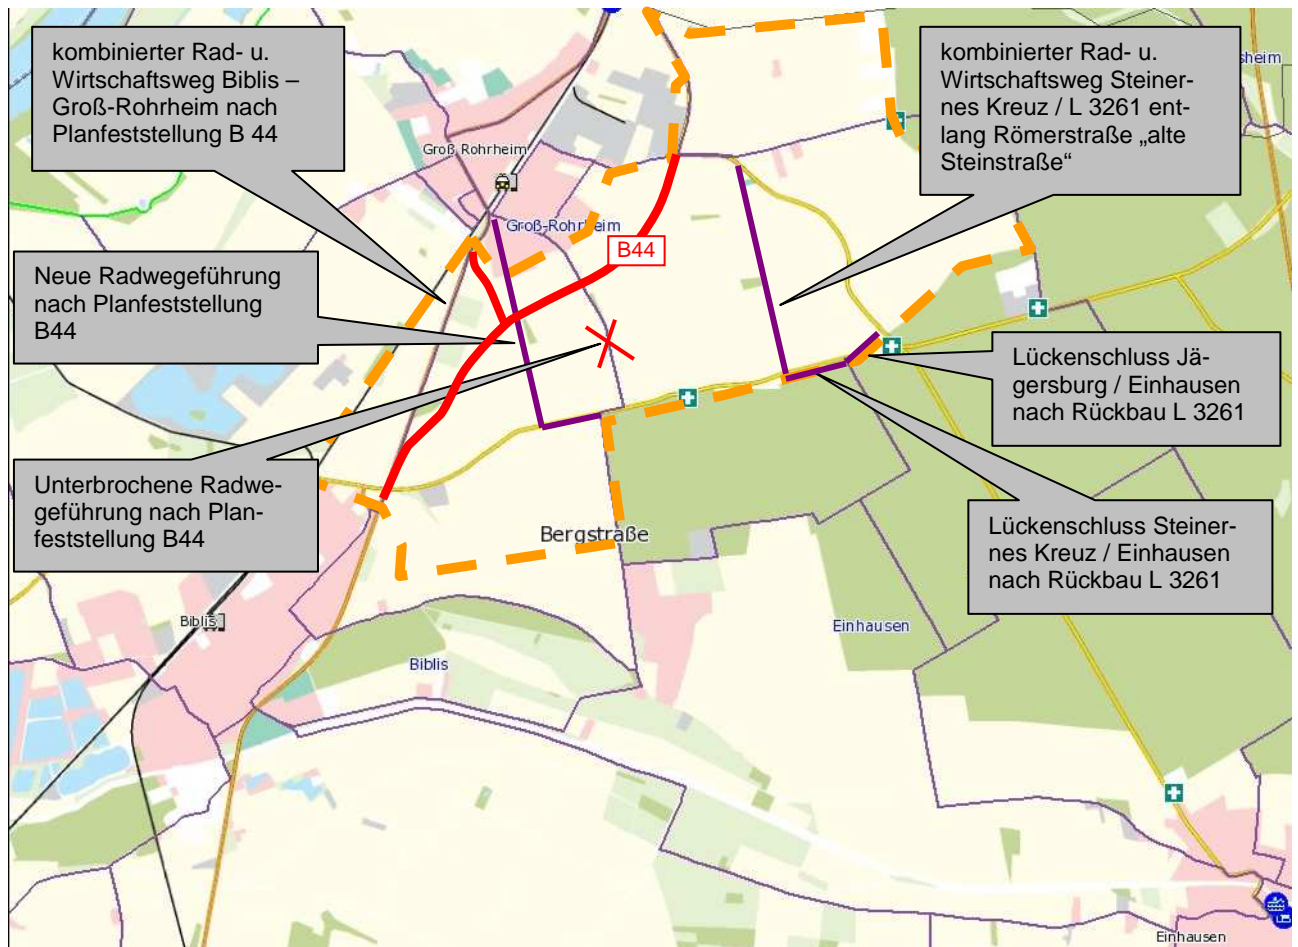 kombinierter Rad- u.
Wirtschaftsweg Biblis –
Groß-Rohrheim nach
Planfeststellung B 44
kombinierter Rad- u.
Wirtschaftsweg Steiner-
nes Kreuz / L 3261 ent-
lang Römerstraße „alte
Steinstraße“
sheim
Groß Rohrheim
Groß-Rohrheim
B44
Neue Radwegeführung
nach Planfeststellung
B44
Lückenschluss Jä-
gersburg / Einhausen
nach Rückbau L 3261
Unterbrochene Radwe-
geführung nach Plan-
feststellung B44
Lückenschluss Steiner-
nes Kreuz / Einhausen
nach Rückbau L 3261
Bergstraße
Biblis
Einhausen
Biblis
Einhausen